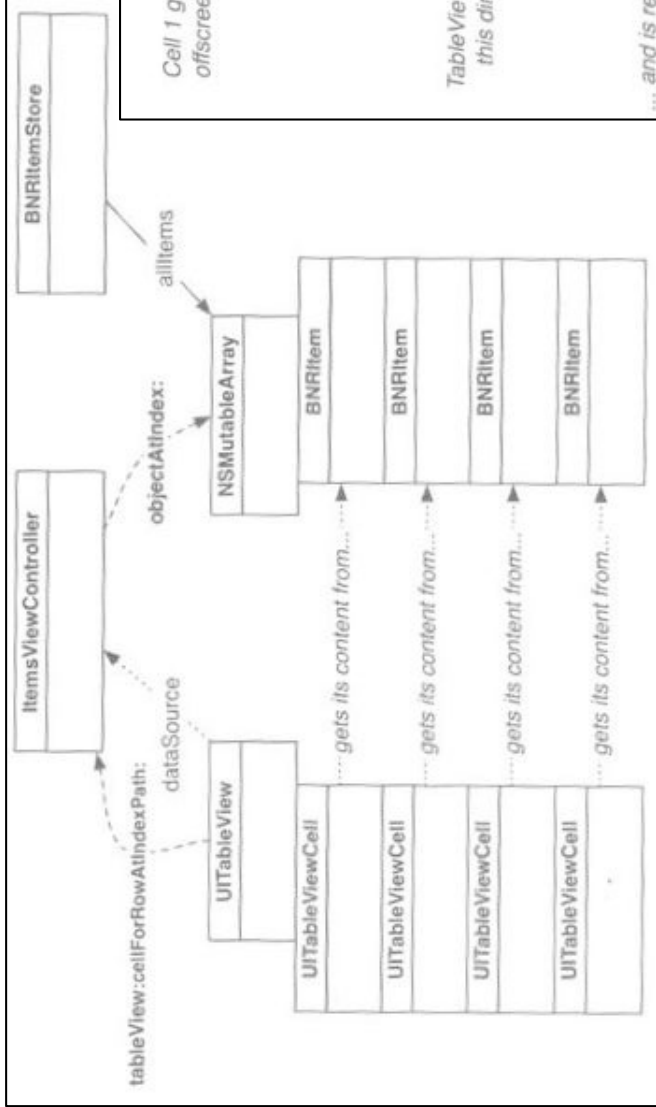 ItemsViewController
BNRItemStore
tableView:cellForRowAtIndexPath:
dataSource
objectAtIndex:
allItems
UITableView
NSMutableArray
UITableViewCell
gets its content from...
BNRItem
UITableViewCell
gets its content from...
BNRItem
UITableViewCell
gets its content from...
BNRItem
UITableViewCell
gets its content from...
BNRItem
Cell 1 g
offscree
TableVie
this dir
... and is re